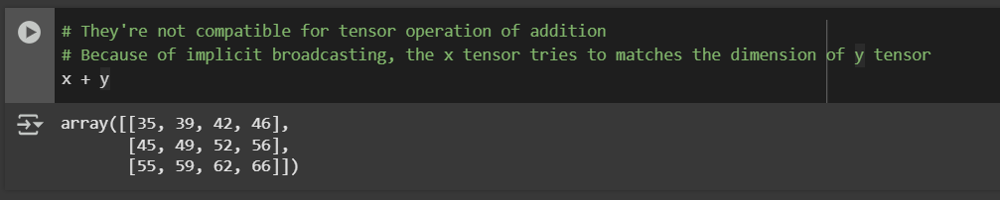 # They're not compatible for tensor operation of addition
# Because of implicit broadcasting, the x tensor tries to matches the dimension of y tensor
x + y
array([[35, 39, 42, 46],
       [45, 49, 52, 56],
       [55, 59, 62, 66]])